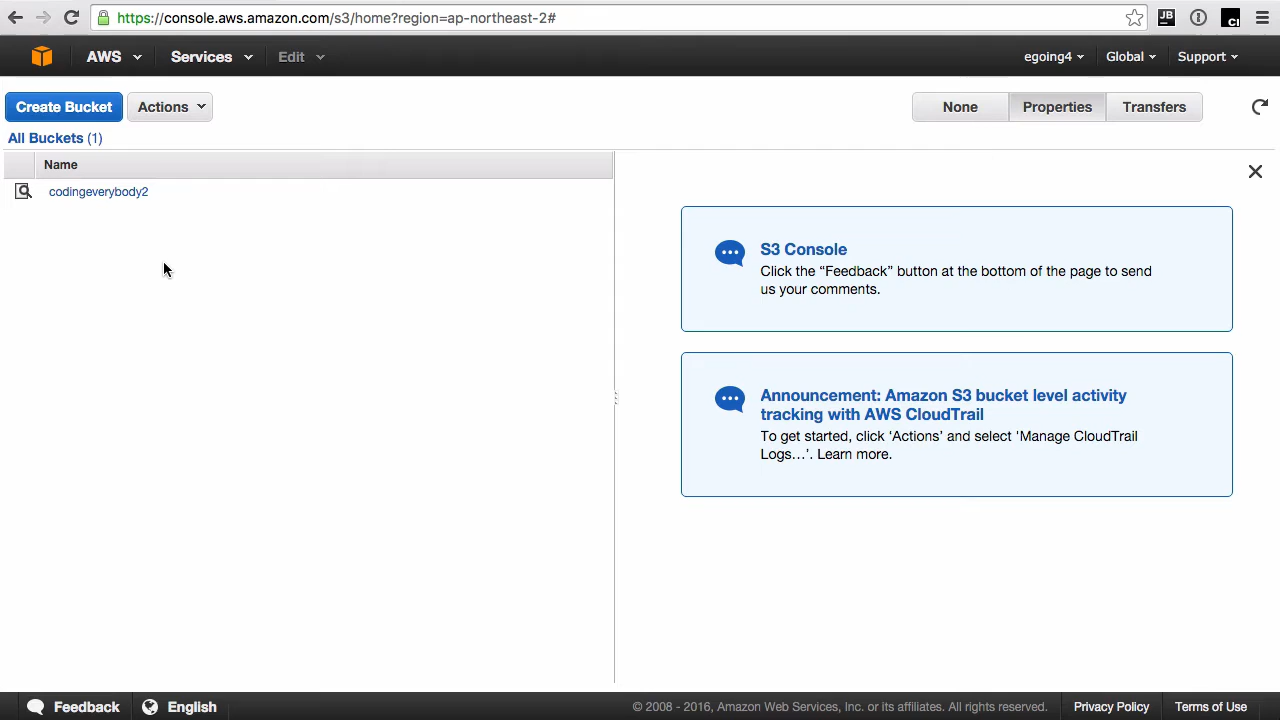 https://console.aws.amazon.com/s3/home?region=ap-northeast-2#
JB
AWS Services Edit egoing4 Global Support
Create Bucket Actions None Properties Transfers
All Buckets (1)
Name
codingeverybody2
S3 Console
Click the “Feedback” button at the bottom of the page to send
us your comments.
Announcement: Amazon S3 bucket level activity
tracking with AWS CloudTrail
To get started, click ‘Actions’ and select ‘Manage CloudTrail
Logs...’. Learn more.
Feedback English © 2008 - 2016, Amazon Web Services, Inc. or its affiliates. All rights reserved. Privacy Policy Terms of Use